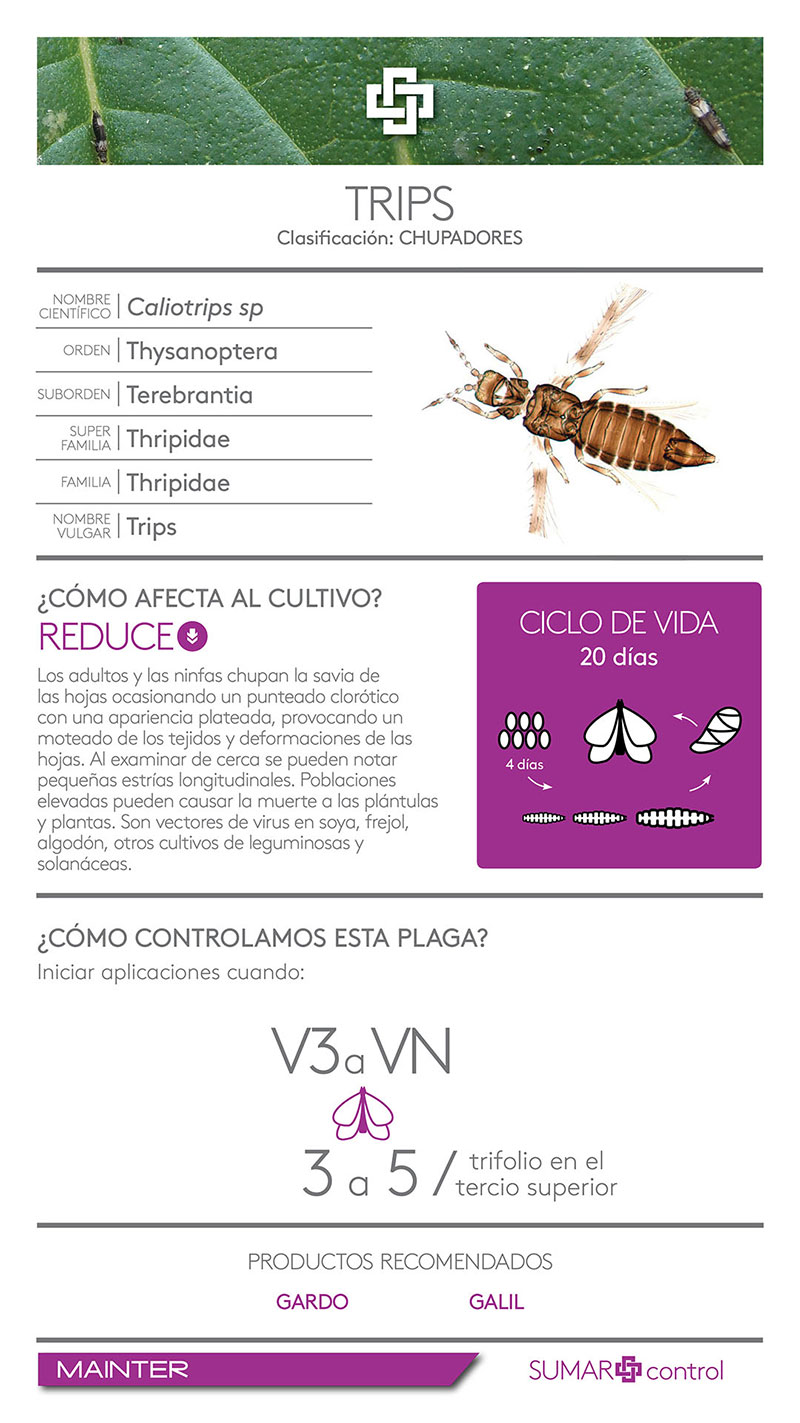 TRIPS
Clasificación: CHUPADORES
NOMBRE
CIENTÍFICO
Caliotrips sp
ORDEN
Thysanoptera
SUBORDEN
Terebrantia
SUPER
FAMILIA
Thripidae
FAMILIA
Thripidae
NOMBRE
VULGAR
Trips
¿CÓMO AFECTA AL CULTIVO?
REDUCE
Los adultos y las ninfas chupan la savia de
las hojas ocasionando un punteado clorótico
con una apariencia plateada, provocando un
moteado de los tejidos y deformaciones de las
hojas. Al examinar de cerca se pueden notar
pequeñas estrías longitudinales. Poblaciones
elevadas pueden causar la muerte a las plántulas
y plantas. Son vectores de virus en soya, frejol,
algodón, otros cultivos de leguminosas y
solanáceas.
CICLO DE VIDA
20 días
4 días
¿CÓMO CONTROLAMOS ESTA PLAGA?
Iniciar aplicaciones cuando:
V3 a VN
3 a 5 / trifolio en el
tercio superior
PRODUCTOS RECOMENDADOS
GARDO GALIL
MAINTER
SUMAR control